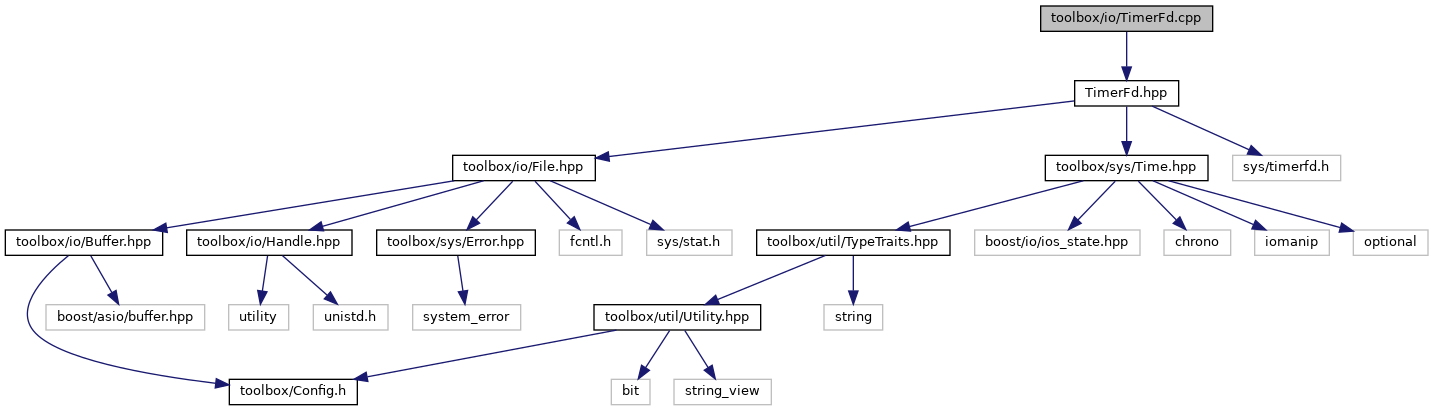 toolbox/io/TimerFd.cpp
TimerFd.hpp
toolbox/io/File.hpp
toolbox/sys/Time.hpp
sys/timerfd.h
toolbox/io/Buffer.hpp
toolbox/io/Handle.hpp
toolbox/sys/Error.hpp
fcntl.h
sys/stat.h
toolbox/util/TypeTraits.hpp
boost/io/ios_state.hpp
chrono
iomanip
optional
boost/asio/buffer.hpp
utility
unistd.h
system_error
toolbox/util/Utility.hpp
string
toolbox/Config.h
bit
string_view